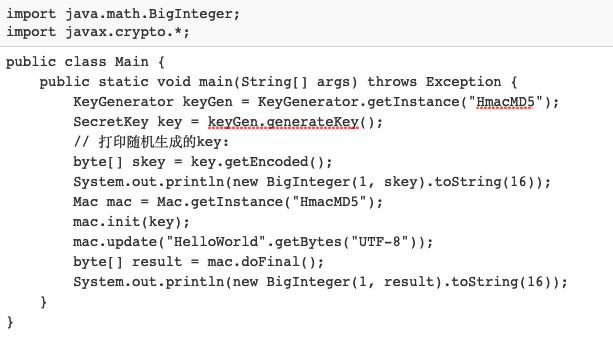 import java.math.BigInteger;
import javax.crypto.*;
public class Main {
    public static void main(String[] args) throws Exception {
        KeyGenerator keyGen = KeyGenerator.getInstance("HmacMD5");
        SecretKey key = keyGen.generateKey();
        // 打印随机生成的key:
        byte[] skey = key.getEncoded();
        System.out.println(new BigInteger(1, skey).toString(16));
        Mac mac = Mac.getInstance("HmacMD5");
        mac.init(key);
        mac.update("HelloWorld".getBytes("UTF-8"));
        byte[] result = mac.doFinal();
        System.out.println(new BigInteger(1, result).toString(16));
    }
}